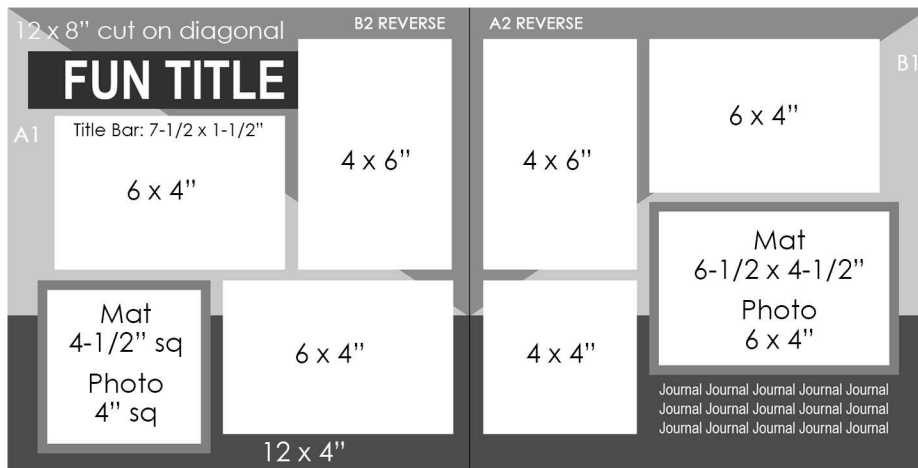 12 x 8” cut on diagonal
B2 REVERSE
FUN TITLE
A1
Title Bar: 7-1/2 x 1-1/2”
6 x 4”
4 x 6”
Mat
4-1/2” sq
Photo
4” sq
6 x 4”
12 x 4”
A2 REVERSE
B1
4 x 6”
6 x 4”
Mat
6-1/2 x 4-1/2”
Photo
6 x 4”
4 x 4”
Journal Journal Journal Journal Journal
Journal Journal Journal Journal Journal
Journal Journal Journal Journal Journal